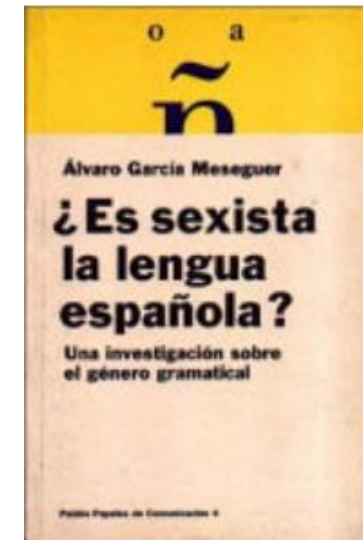 o a
ñ
Álvaro García Meseguer
¿Es sexista
la lengua
española?
Una investigación sobre
el género gramatical
Paidós Papeles de Comunicación 4